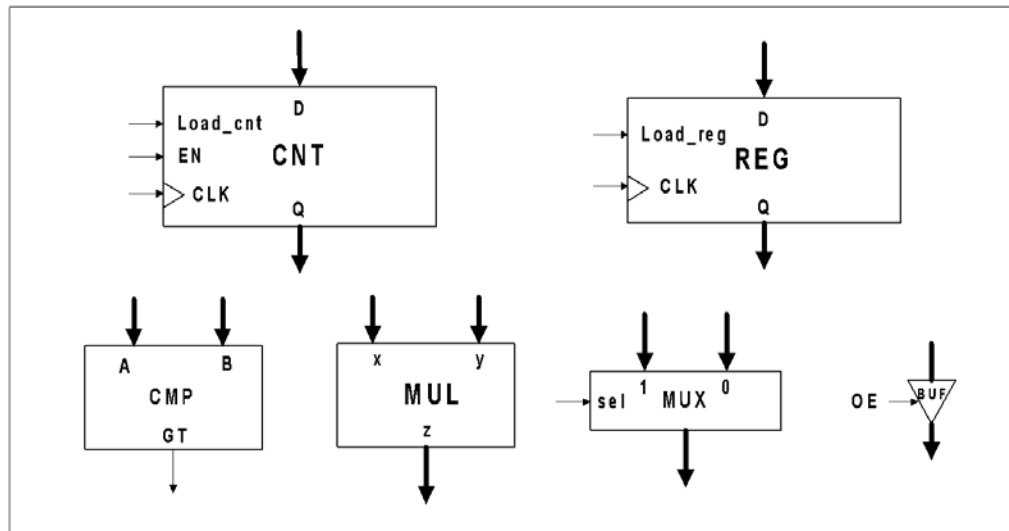 D
Load_cnt
EN
CNT
CLK
Q
D
Load_reg
REG
CLK
Q
A B
CMP
GT
x y
MUL
z
1 0
sel MUX
OE BUF